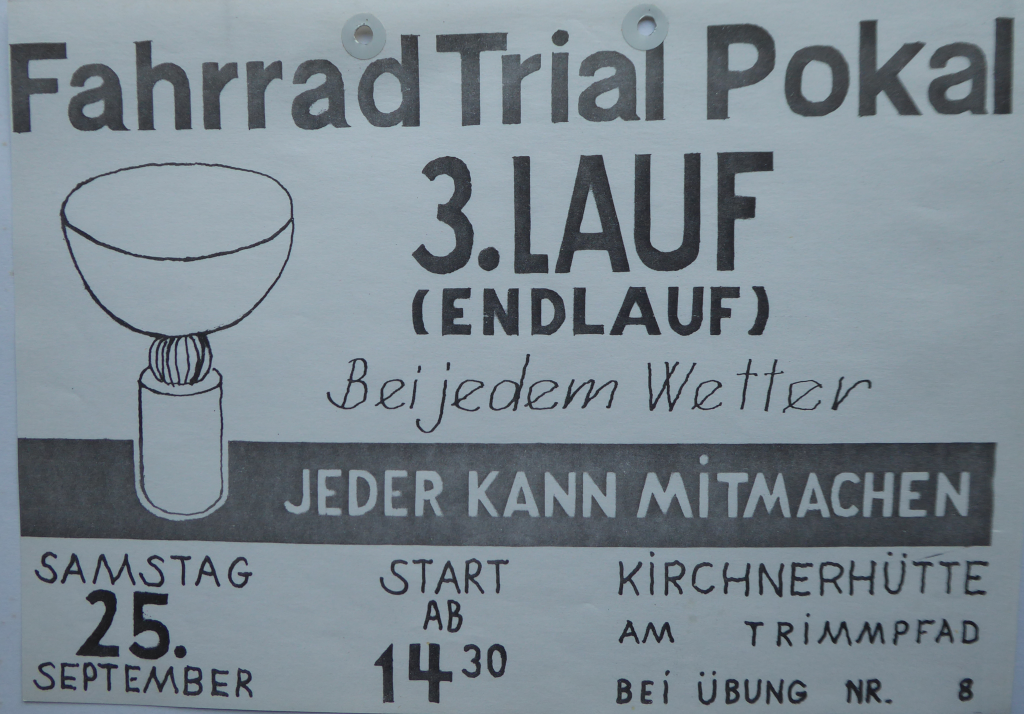 Fahrrad Trial Pokal
3. LAUF
(ENDLAUF)
Bei jedem Wetter
JEDER KANN MiTMACHEN
SAMSTAG
25.
SEPTEMBER
START
AB
14 30
KiRCHNERHÜTTE
AM TRiMMPFAD
BEi ÜBUNG NR. 8